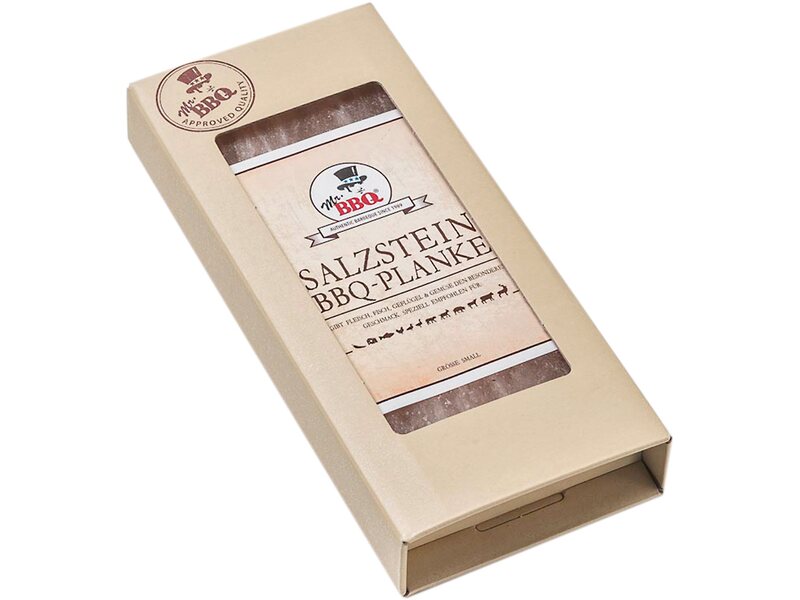 Mr.
BBQ
APPROVED QUALITY
Mr.
BBQ®
AUTHENTIC BARBEQUE SINCE 1989
SALZSTEIN
BBQ-PLANKE
GIBT FLEISCH, FISCH, GEFLÜGEL & GEMÜSE DEN BESONDEREN
GESCHMACK. SPEZIELL EMPFOHLEN FÜR:
GRÖSSE: SMALL